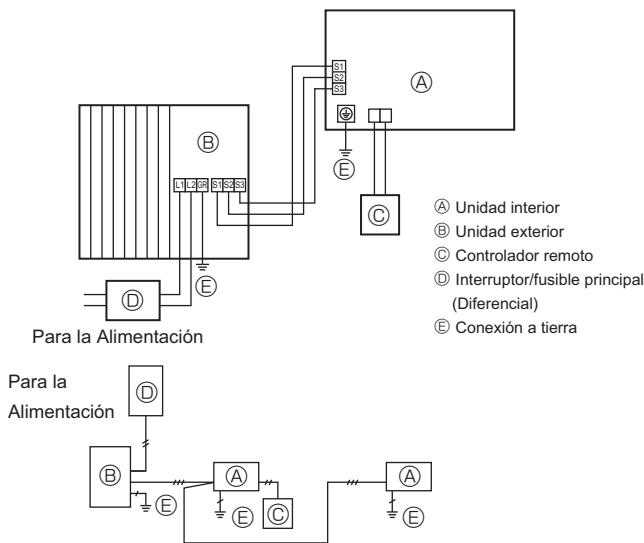 S1
S2
S3
Ⓐ
Ⓑ
L1 L2 GR S1 S2 S3
Ⓔ
Ⓒ
Ⓔ
Ⓓ
Para la Alimentación
Ⓐ Unidad interior
Ⓑ Unidad exterior
Ⓒ Controlador remoto
Ⓓ Interruptor/fusible principal
(Diferencial)
Ⓔ Conexión a tierra
Para la
Alimentación
Ⓓ
Ⓑ
Ⓐ
Ⓐ
Ⓔ
Ⓔ
Ⓒ
Ⓔ